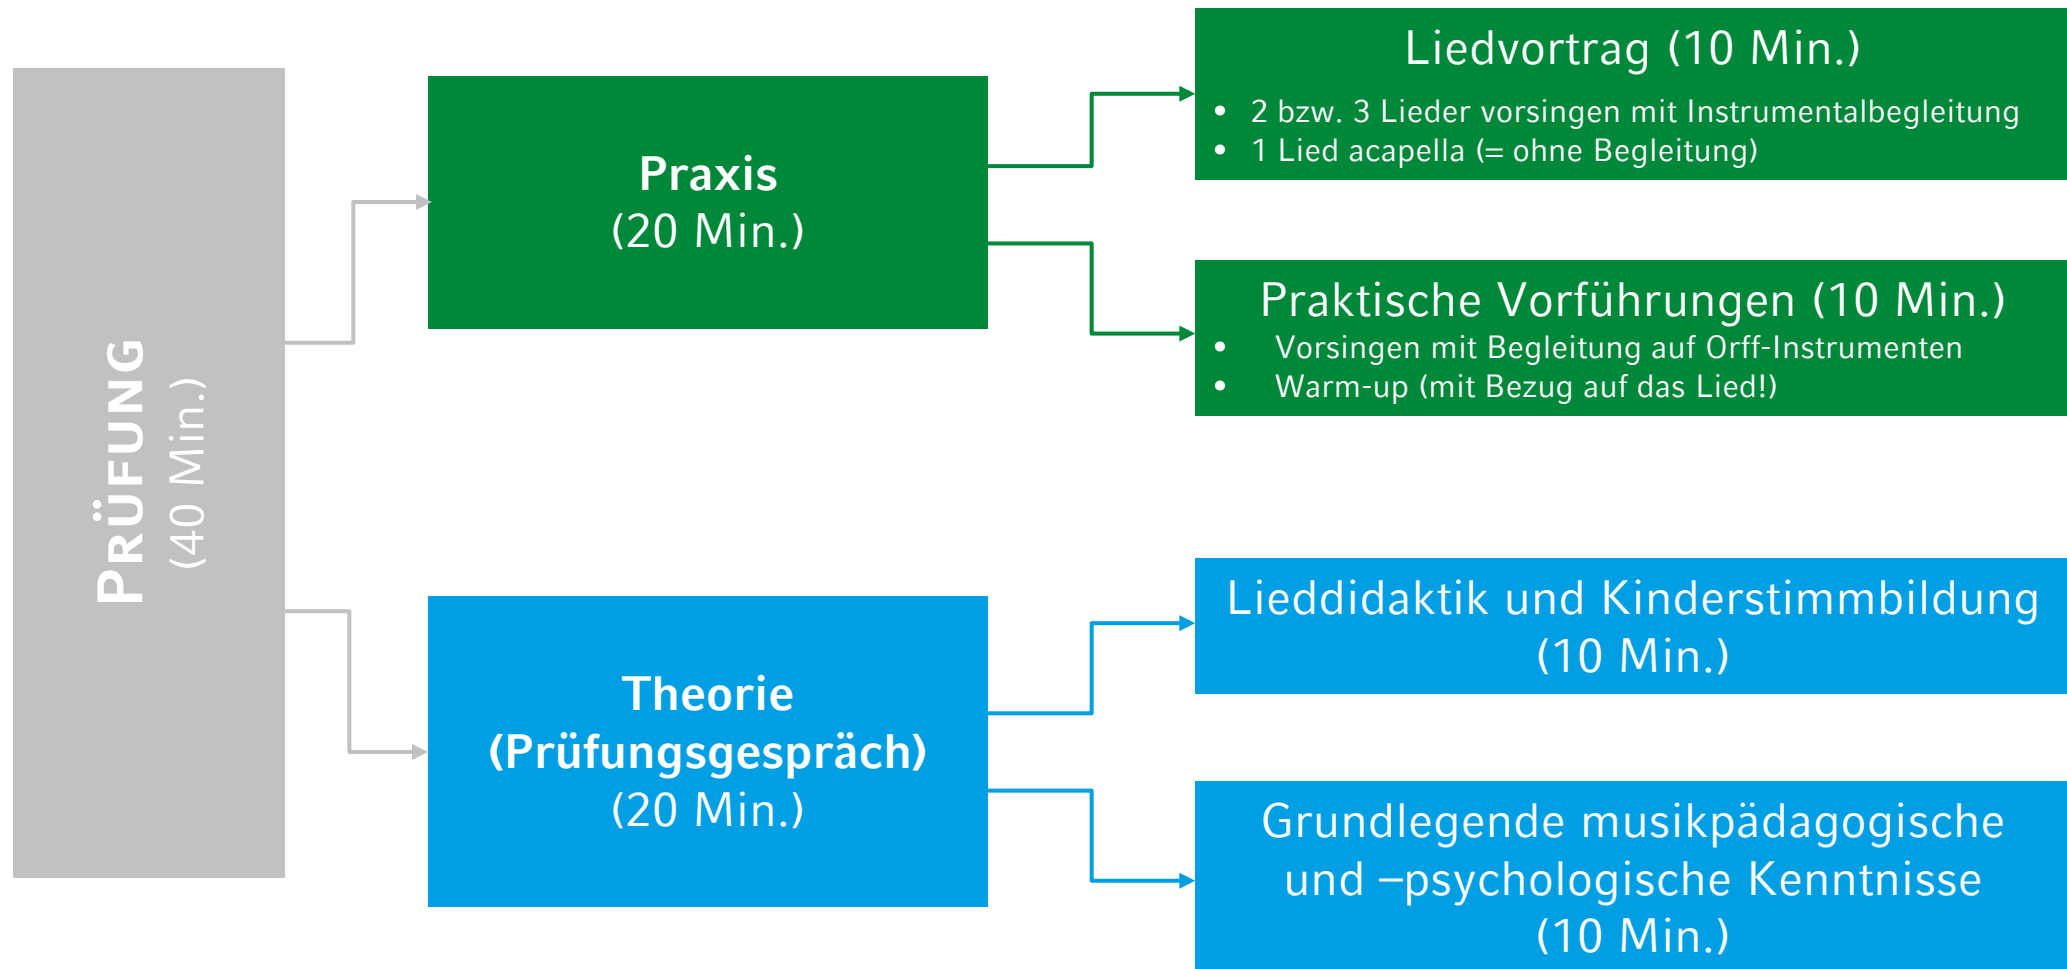 PRÜFUNG
(40 Min.)
Praxis
(20 Min.)
Liedvortrag (10 Min.)
• 2 bzw. 3 Lieder vorsingen mit Instrumentalbegleitung
• 1 Lied acapella (= ohne Begleitung)
Praktische Vorführungen (10 Min.)
• Vorsingen mit Begleitung auf Orff-Instrumenten
• Warm-up (mit Bezug auf das Lied!)
Theorie
(Prüfungsgespräch)
(20 Min.)
Lieddidaktik und Kinderstimmbildung
(10 Min.)
Grundlegende musikpädagogische
und –psychologische Kenntnisse
(10 Min.)